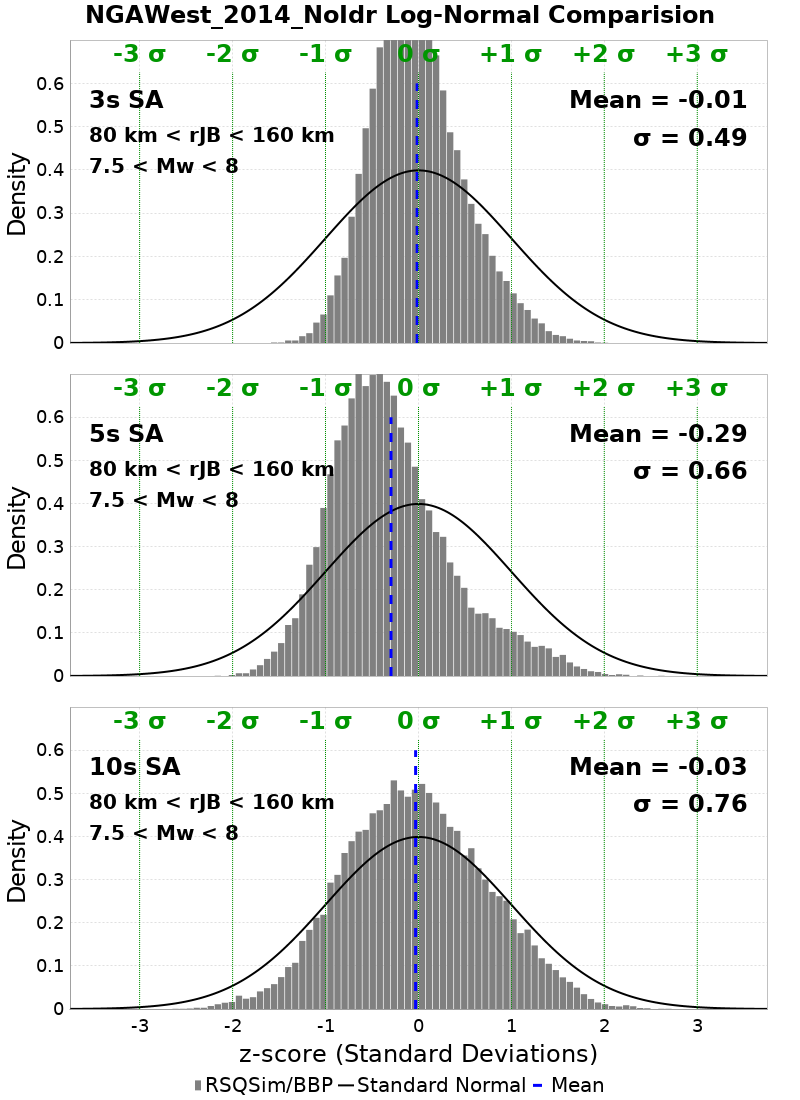 NGAWest_2014_NoIdr Log-Normal Comparision
-3 σ -2 σ -1 σ 0 σ +1 σ +2 σ +3 σ
0.6
3s SA Mean = -0.01
0.5
80 km < rJB < 160 km σ = 0.49
7.5 < Mw < 8
0.4
0.3
0.2
0.1
0
Density
-3 σ -2 σ -1 σ 0 σ +1 σ +2 σ +3 σ
0.6
5s SA Mean = -0.29
0.5
80 km < rJB < 160 km σ = 0.66
7.5 < Mw < 8
0.4
0.3
0.2
0.1
0
Density
-3 σ -2 σ -1 σ 0 σ +1 σ +2 σ +3 σ
0.6
10s SA Mean = -0.03
0.5
80 km < rJB < 160 km σ = 0.76
7.5 < Mw < 8
0.4
0.3
0.2
0.1
0
Density
-3 -2 -1 0 1 2 3
z-score (Standard Deviations)
RSQSim/BBP Standard Normal Mean